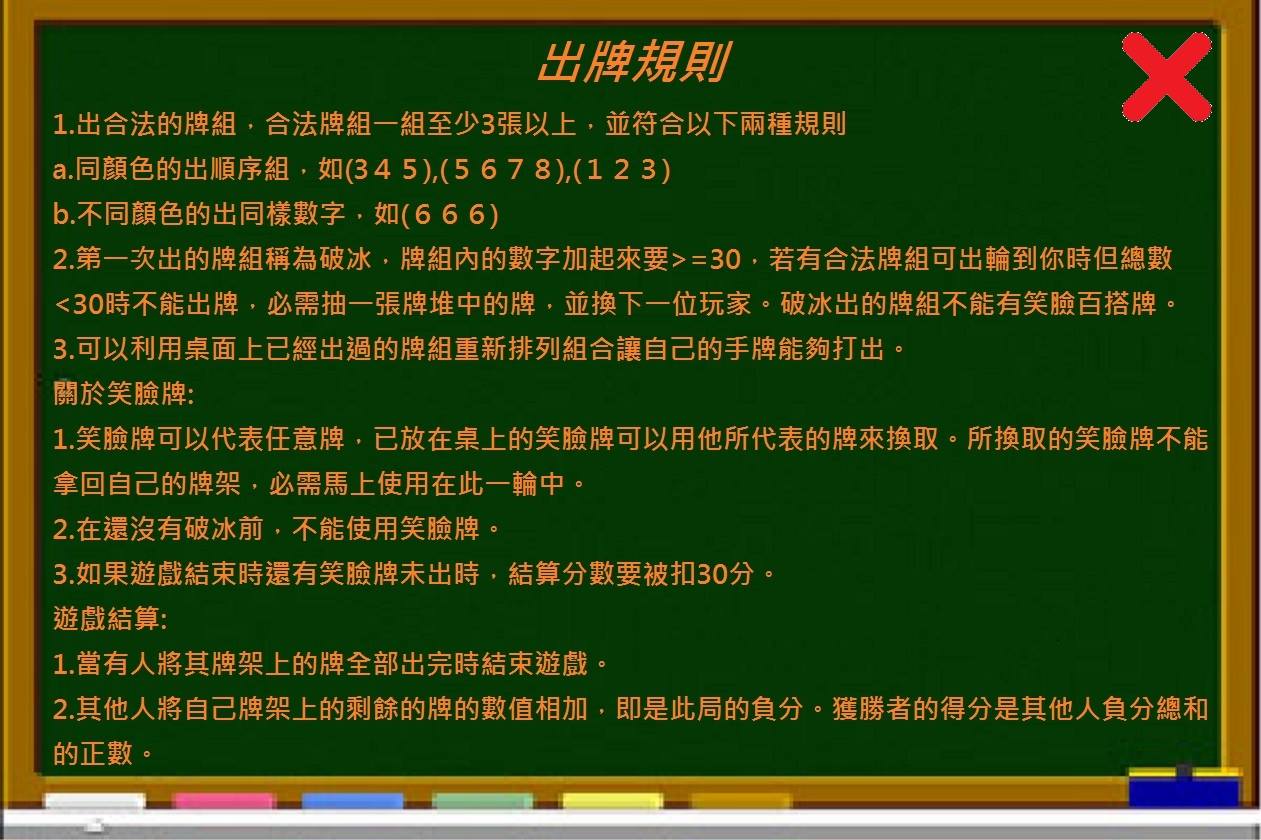 出牌規則
1.出合法的牌組，合法牌組一組至少3張以上，並符合以下兩種規則
a.同顏色的出順序組，如(3４５),(５６７８),(１２３)
b.不同顏色的出同樣數字，如(６６６)
2.第一次出的牌組稱為破冰，牌組內的數字加起來要>=30，若有合法牌組可出輪到你時但總數
<30時不能出牌，必需抽一張牌堆中的牌，並換下一位玩家。破冰出的牌組不能有笑臉百搭牌。
3.可以利用桌面上已經出過的牌組重新排列組合讓自己的手牌能夠打出。
關於笑臉牌:
1.笑臉牌可以代表任意牌，已放在桌上的笑臉牌可以用他所代表的牌來換取。所換取的笑臉牌不能
拿回自己的牌架，必需馬上使用在此一輪中。
2.在還沒有破冰前，不能使用笑臉牌。
3.如果遊戲結束時還有笑臉牌未出時，結算分數要被扣30分。
遊戲結算:
1.當有人將其牌架上的牌全部出完時結束遊戲。
2.其他人將自己牌架上的剩餘的牌的數值相加，即是此局的負分。獲勝者的得分是其他人負分總和
的正數。